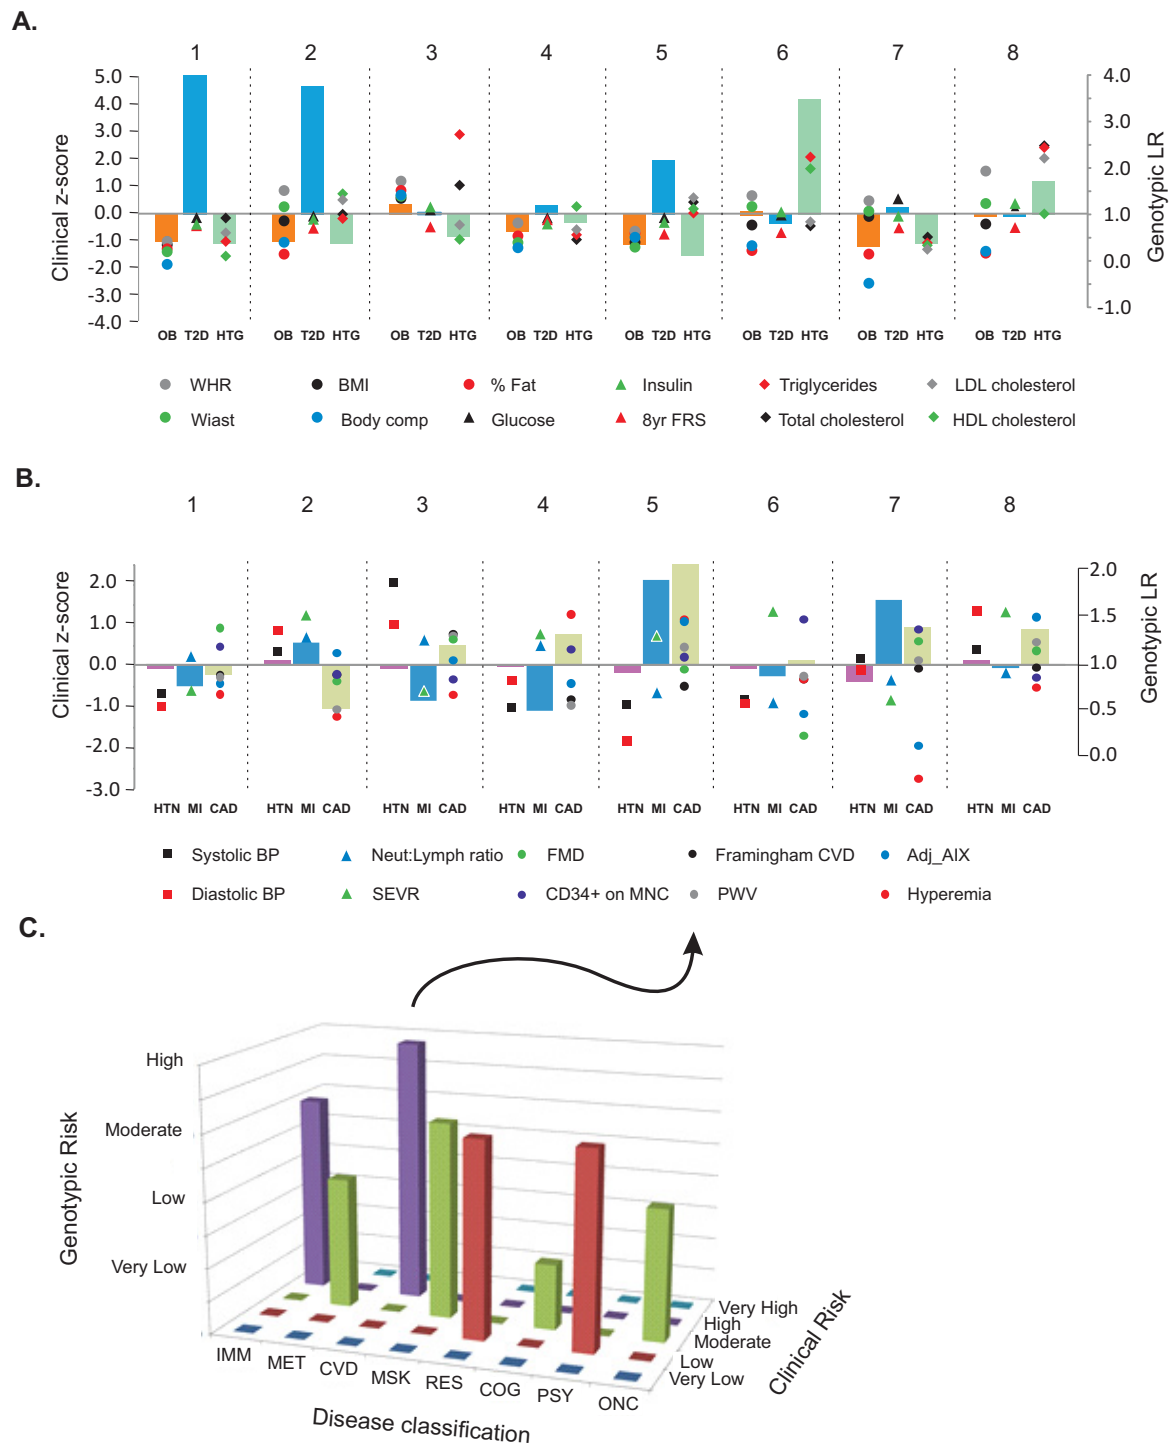 A.
1 2 3 4 5 6 7 8
5.0 4.0
4.0
3.0 3.0
2.0 2.0
1.0
0.0 1.0
-1.0
-2.0 0.0
-3.0
-4.0 -1.0
Clinical z-score
Genotypic LR
OB T2D HTG OB T2D HTG OB T2D HTG OB T2D HTG OB T2D HTG OB T2D HTG OB T2D HTG OB T2D HTG
WHR BMI % Fat Insulin Triglycerides LDL cholesterol
Wiast Body comp Glucose 8yr FRS Total cholesterol HDL cholesterol
B.
1 2 3 4 5 6 7 8
2.0 2.0
1.0 1.5
0.0 1.0
-1.0 0.5
-2.0 0.0
-3.0
Clinical z-score
Genotypic LR
HTN MI CAD HTN MI CAD HTN MI CAD HTN MI CAD HTN MI CAD HTN MI CAD HTN MI CAD HTN MI CAD
Systolic BP Neut:Lymph ratio FMD Framingham CVD Adj_AIX
Diastolic BP SEVR CD34+ on MNC PWV Hyperemia
C.
High
Moderate
Low
Very Low
Genotypic Risk
Very High
High
Moderate
Low
Very Low
Clinical Risk
IMM MET CVD MSK RES COG PSY ONC
Disease classification